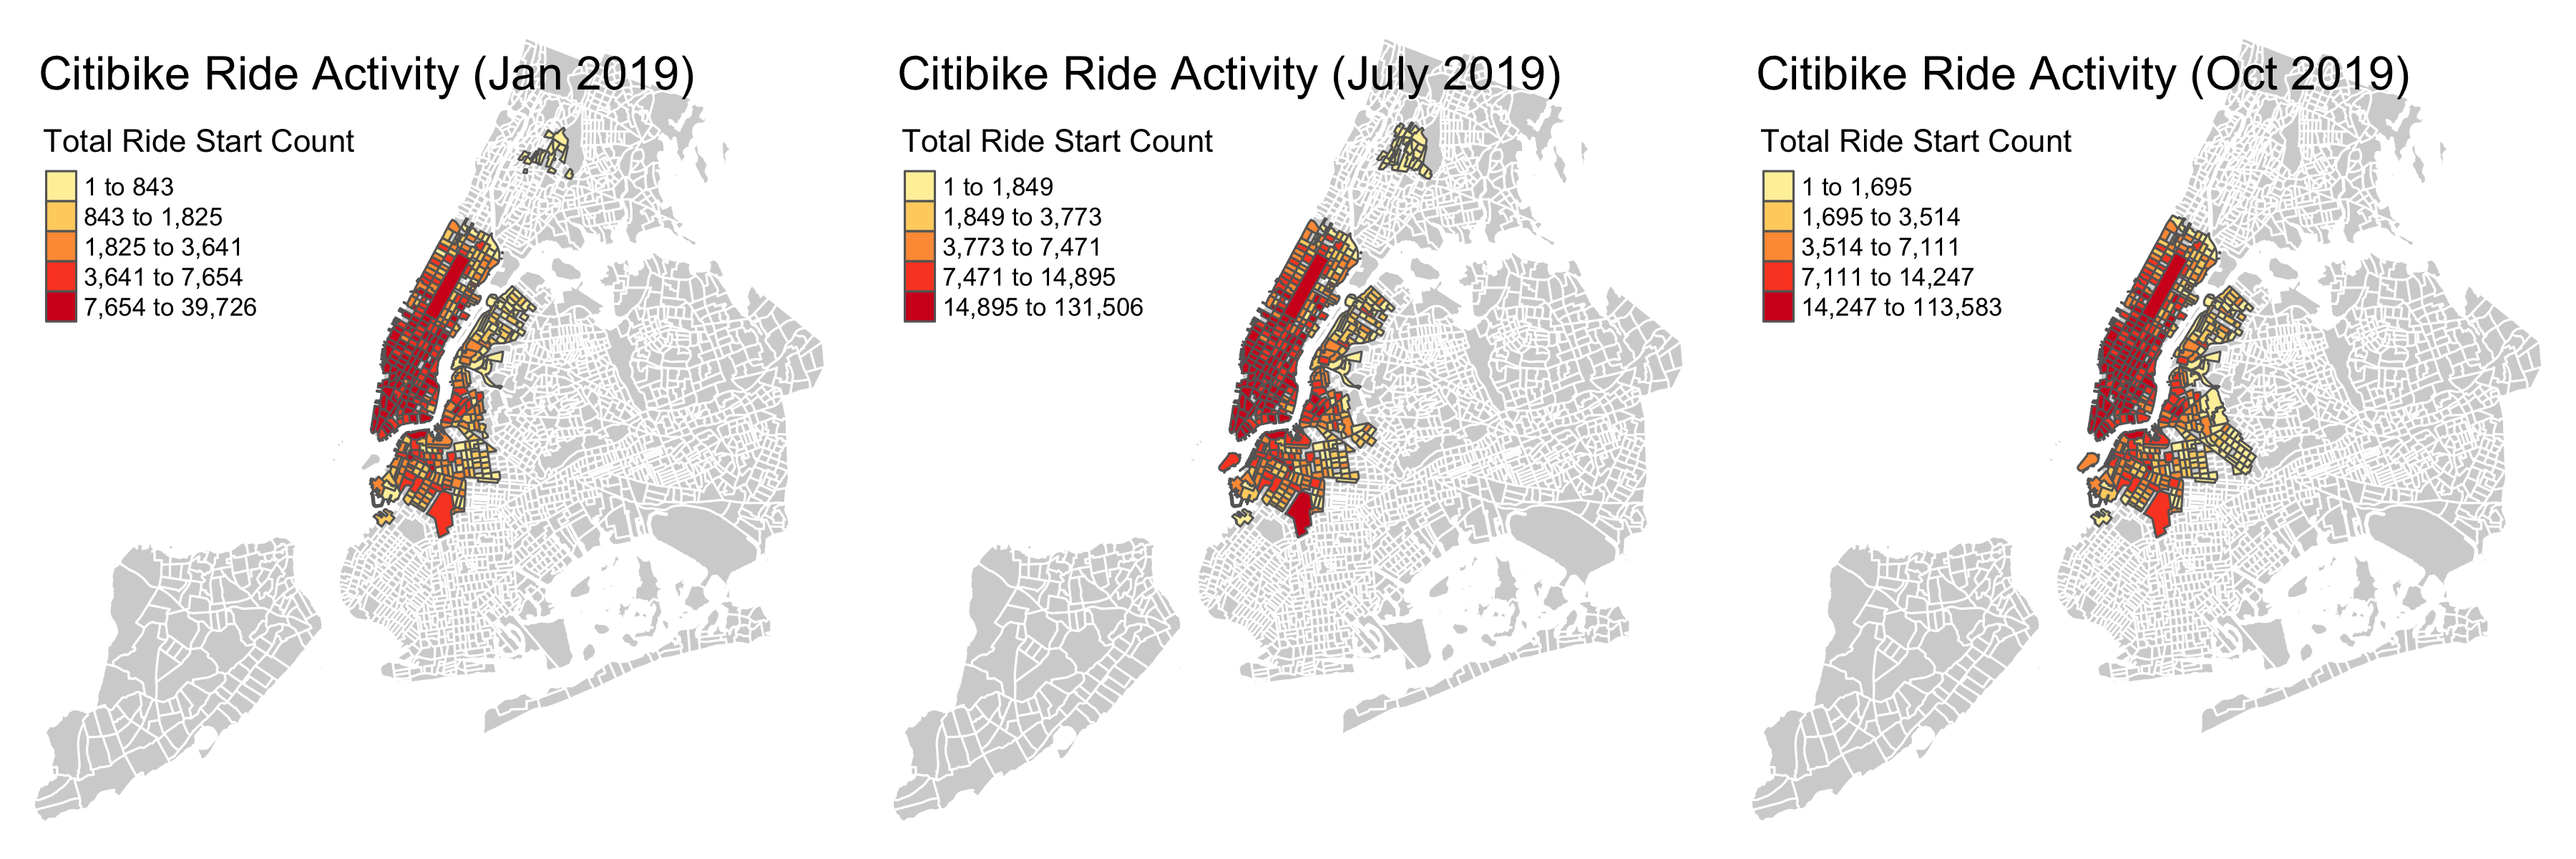 Citibike Ride Activity (Jan 2019)
Total Ride Start Count
1 to 843
843 to 1,825
1,825 to 3,641
3,641 to 7,654
7,654 to 39,726
Citibike Ride Activity (July 2019)
Total Ride Start Count
1 to 1,849
1,849 to 3,773
3,773 to 7,471
7,471 to 14,895
14,895 to 131,506
Citibike Ride Activity (Oct 2019)
Total Ride Start Count
1 to 1,695
1,695 to 3,514
3,514 to 7,111
7,111 to 14,247
14,247 to 113,583